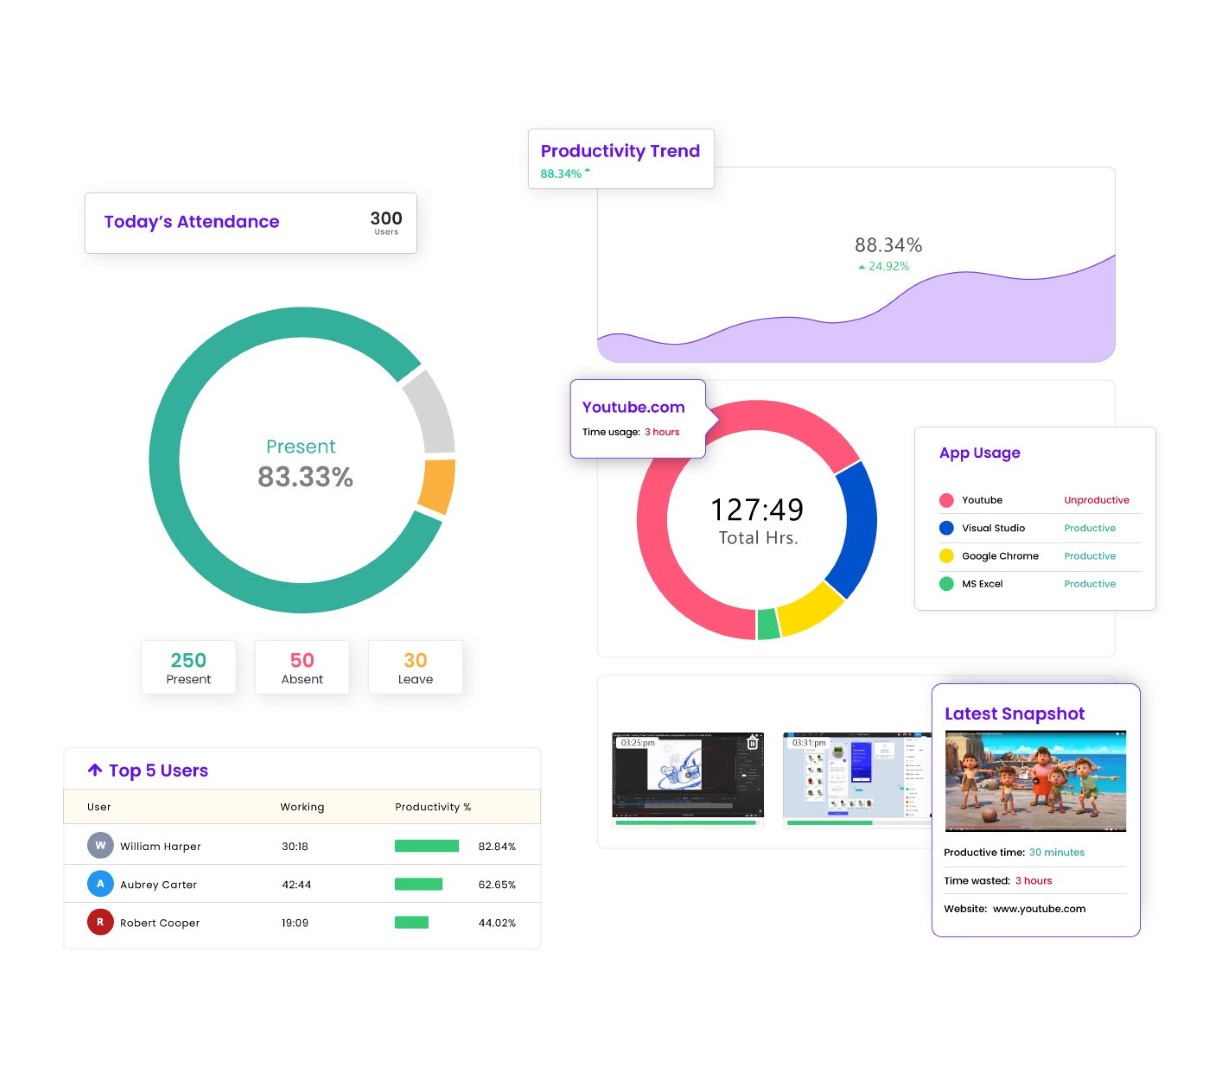 Productivity Trend
88.34%
Today's Attendance
300
Users
88.34%
24.92%
Present
83.33%
250
Present
50
Absent
30
Leave
Youtube.com
Time usage: 3 hours
127:49
Total Hrs.
App Usage
Youtube Unproductive
Visual Studio Productive
Google Chrome Productive
MS Excel Productive
Top 5 Users
User Working Productivity %
W William Harper 30:18 82.84%
A Aubrey Carter 42:44 62.65%
R Robert Cooper 19:09 44.02%
03:25:pm
03:31:pm
Latest Snapshot
Productive time: 30 minutes
Time wasted: 3 hours
Website: www.youtube.com